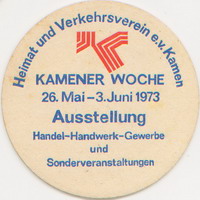 Heimat und Verkehrsverein e.v. Kamen
KAMENER WOCHE
26. Mai-3. Juni 1973
Ausstellung
Handel-Handwerk-Gewerbe
und
Sonderveranstaltungen